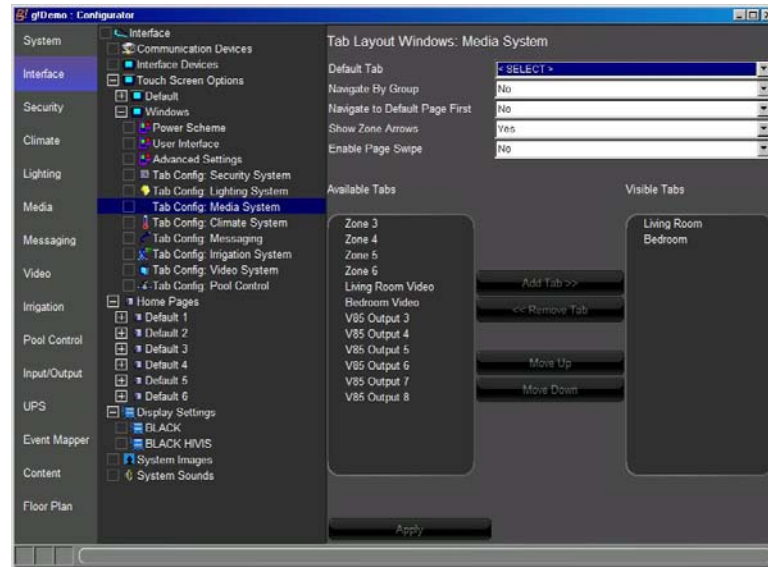 g!Demo : Configurator
System
Interface
Security
Climate
Lighting
Media
Messaging
Video
Irrigation
Pool Control
Input/Output
UPS
Event Mapper
Content
Floor Plan
Interface
Communication Devices
Interface Devices
Touch Screen Options
Default
Windows
Power Scheme
User Interface
Advanced Settings
Tab Config: Security System
Tab Config: Lighting System
Tab Config: Media System
Tab Config: Climate System
Tab Config: Messaging
Tab Config: Irrigation System
Tab Config: Video System
Tab Config: Pool Control
Home Pages
Default 1
Default 2
Default 3
Default 4
Default 5
Default 6
Display Settings
BLACK
BLACK HIVIS
System Images
System Sounds
Tab Layout Windows: Media System
Default Tab < SELECT >
Navigate By Group No
Navigate to Default Page First No
Show Zone Arrows Yes
Enable Page Swipe No
Available Tabs
Zone 3
Zone 4
Zone 5
Zone 6
Living Room Video
Bedroom Video
V85 Output 3
V85 Output 4
V85 Output 5
V85 Output 6
V85 Output 7
V85 Output 8
Add Tab >>
<< Remove Tab
Move Up
Move Down
Visible Tabs
Living Room
Bedroom
Apply